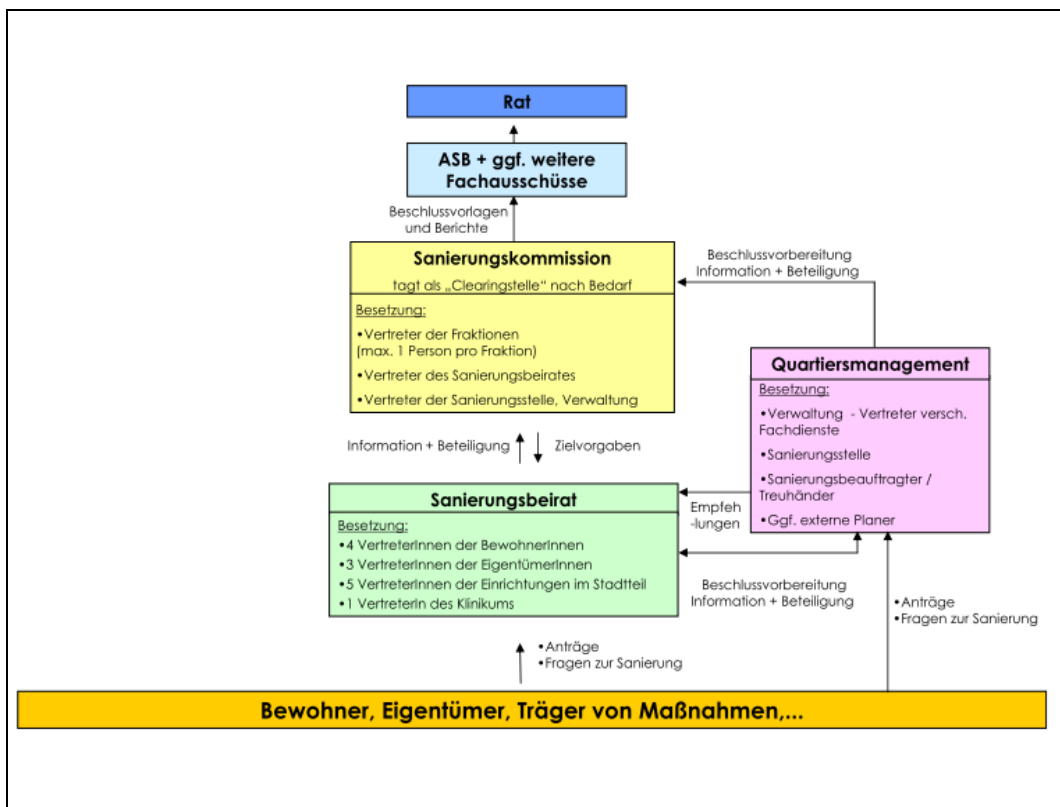 Rat
ASB + ggf. weitere
Fachausschüsse
Beschlussvorlagen
und Berichte
Sanierungskommission
tagt als „Clearingstelle" nach Bedarf
Besetzung:
•Vertreter der Fraktionen
(max. 1 Person pro Fraktion)
•Vertreter des Sanierungsbeirates
•Vertreter der Sanierungsstelle, Verwaltung
Beschlussvorbereitung
Information + Beteiligung
Quartiersmanagement
Besetzung:
•Verwaltung - Vertreter versch.
Fachdienste
•Sanierungsstelle
•Sanierungsbeauftragter /
Treuhänder
•Ggf. externe Planer
Information + Beteiligung
Zielvorgaben
Sanierungsbeirat
Besetzung:
•4 VertreterInnen der BewohnerInnen
•3 VertreterInnen der EigentümerInnen
•5 VertreterInnen der Einrichtungen im Stadtteil
•1 VertreterIn des Klinikums
Empfeh
-lungen
Beschlussvorbereitung
Information + Beteiligung
•Anträge
•Fragen zur Sanierung
•Anträge
•Fragen zur Sanierung
Bewohner, Eigentümer, Träger von Maßnahmen,...